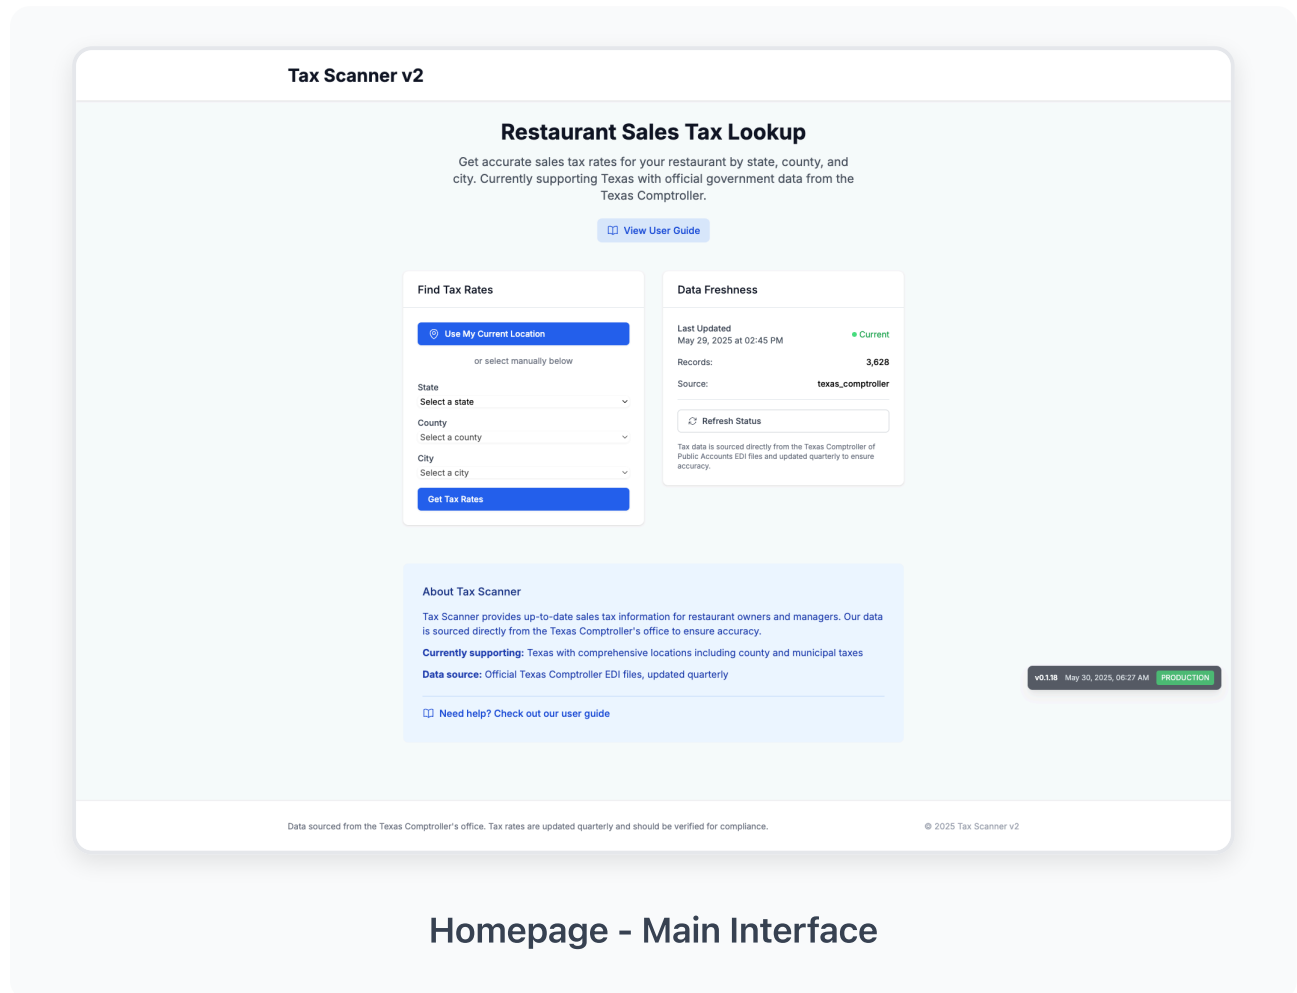 Tax Scanner v2
Restaurant Sales Tax Lookup
Get accurate sales tax rates for your restaurant by state, county, and
city. Currently supporting Texas with official government data from the
Texas Comptroller.
View User Guide
Find Tax Rates
Use My Current Location
or select manually below
State
Select a state
County
Select a county
City
Select a city
Get Tax Rates
Data Freshness
Last Updated
May 29, 2025 at 02:45 PM
Current
Records:
3,628
Source:
texas_comptroller
Refresh Status
Tax data is sourced directly from the Texas Comptroller of
Public Accounts EDI files and updated quarterly to ensure
accuracy.
About Tax Scanner
Tax Scanner provides up-to-date sales tax information for restaurant owners and managers. Our data
is sourced directly from the Texas Comptroller's office to ensure accuracy.
Currently supporting: Texas with comprehensive locations including county and municipal taxes
Data source: Official Texas Comptroller EDI files, updated quarterly
Need help? Check out our user guide
v0.1.18 May 30, 2025, 06:27 AM PRODUCTION
Data sourced from the Texas Comptroller's office. Tax rates are updated quarterly and should be verified for compliance.
© 2025 Tax Scanner v2
Homepage - Main Interface